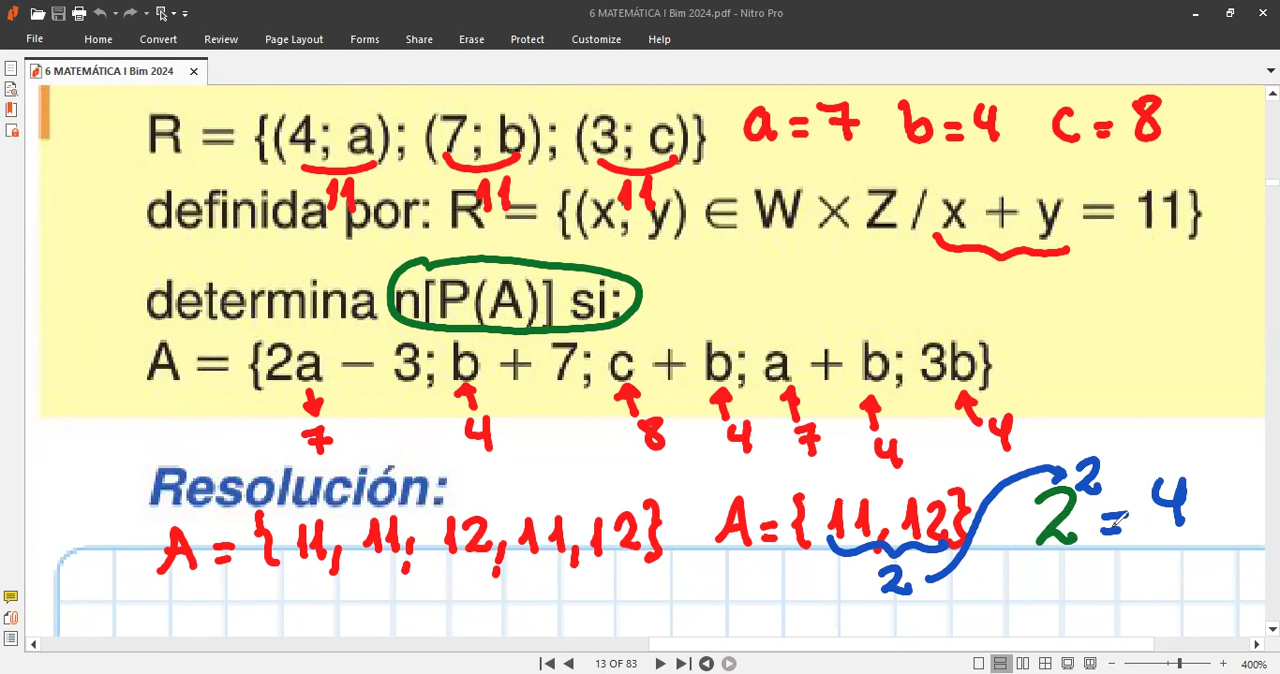 6 MATEMÁTICA I Bim 2024.pdf - Nitro Pro
File Home Convert Review Page Layout Forms Share Erase Protect Customize Help
6 MATEMÁTICA I Bim 2024
R = {(4; a); (7; b); (3; c)} a = 7 b = 4 c = 8
11 11 11
definida por: R = {(x; y) ∈ W × Z / x + y = 11}
determina n[P(A)] si:
A = {2a − 3; b + 7; c + b; a + b; 3b}
7 4 8 4 7 4 4
Resolución:
A = { 11, 11, 12, 11, 12} A = { 11, 12} 2² = 4
2
13 OF 83 400%